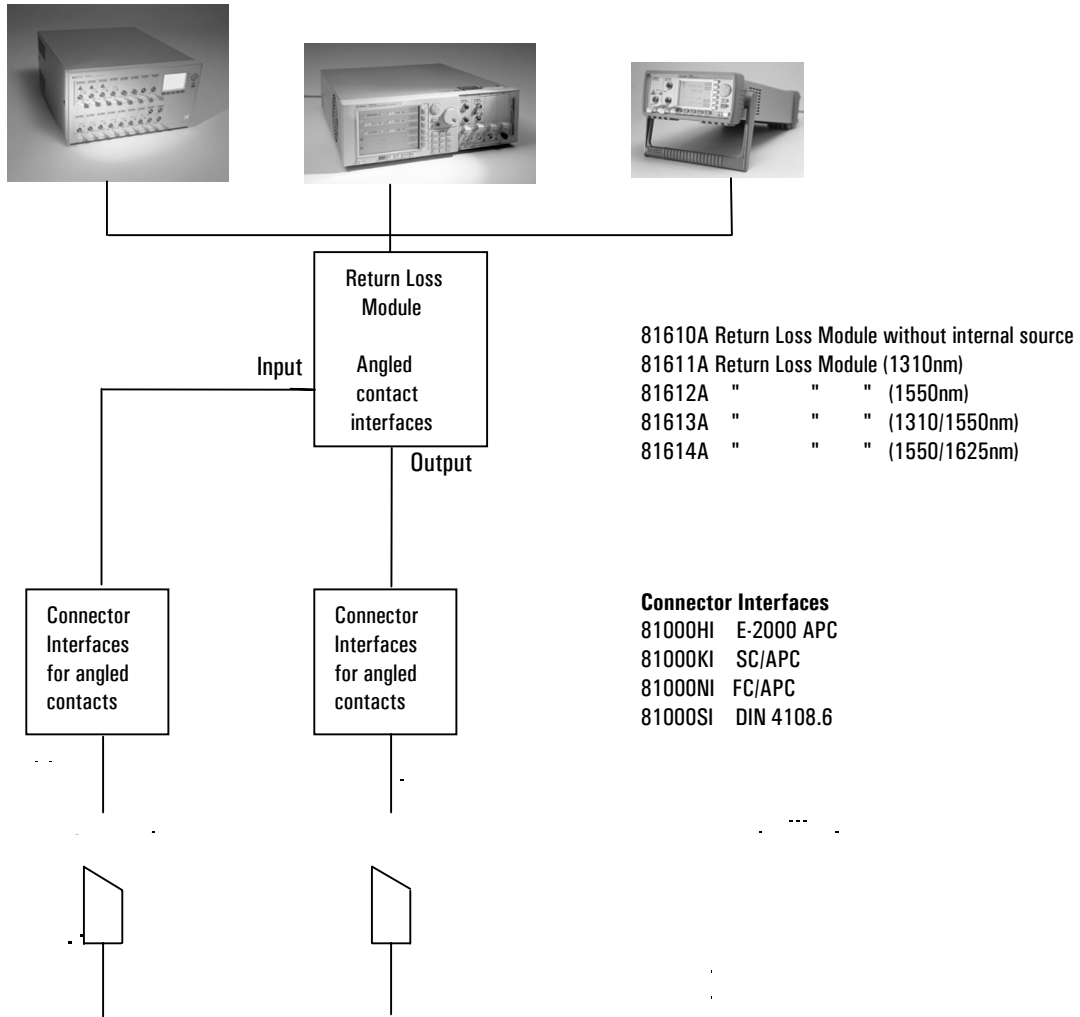 Return Loss
Module
Angled
contact
interfaces
Input
Output
81610A Return Loss Module without internal source
81611A Return Loss Module (1310nm)
81612A " " " (1550nm)
81613A " " " (1310/1550nm)
81614A " " " (1550/1625nm)
Connector
Interfaces
for angled
contacts
Connector
Interfaces
for angled
contacts
Connector Interfaces
81000HI E-2000 APC
81000KI SC/APC
81000NI FC/APC
81000SI DIN 4108.6